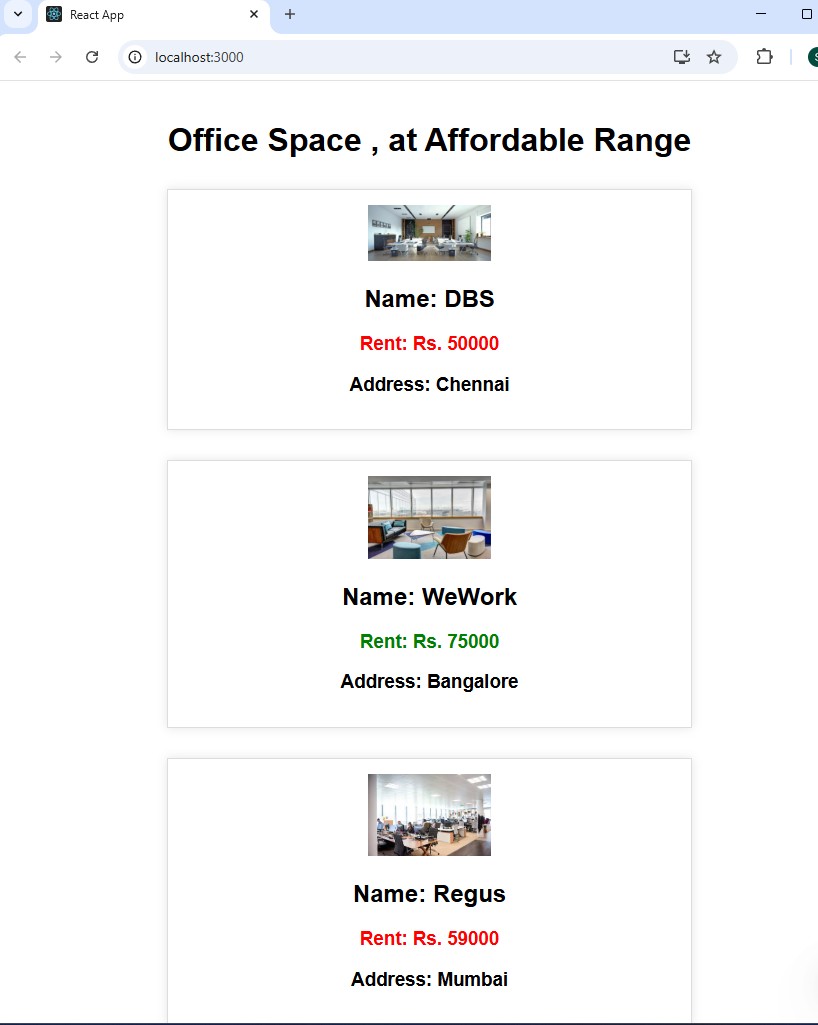 React App
localhost:3000
Office Space , at Affordable Range
Name: DBS
Rent: Rs. 50000
Address: Chennai
Name: WeWork
Rent: Rs. 75000
Address: Bangalore
Name: Regus
Rent: Rs. 59000
Address: Mumbai